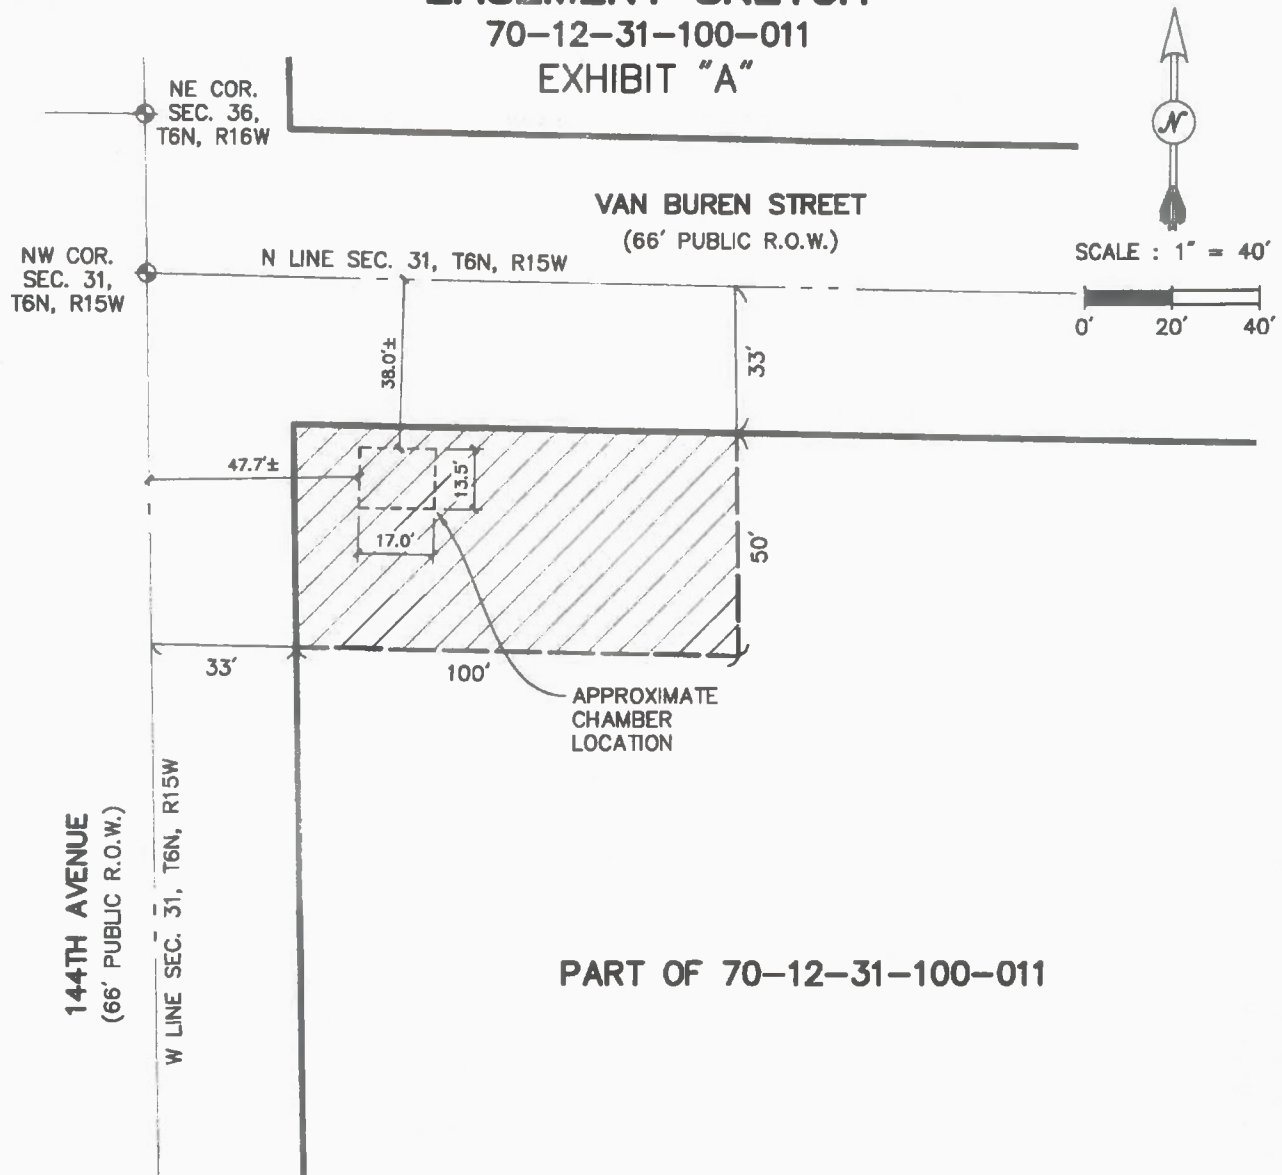 70-12-31-100-011
EXHIBIT "A"
NE COR.
SEC. 36,
T6N, R16W
N
VAN BUREN STREET
(66' PUBLIC R.O.W.)
SCALE : 1" = 40'
0' 20' 40'
NW COR.
SEC. 31,
T6N, R15W
N LINE SEC. 31, T6N, R15W
38.0'±
33'
47.7'±
13.5'
17.0'
50'
33'
100'
APPROXIMATE
CHAMBER
LOCATION
144TH AVENUE
(66' PUBLIC R.O.W.)
W LINE SEC. 31, T6N, R15W
PART OF 70-12-31-100-011